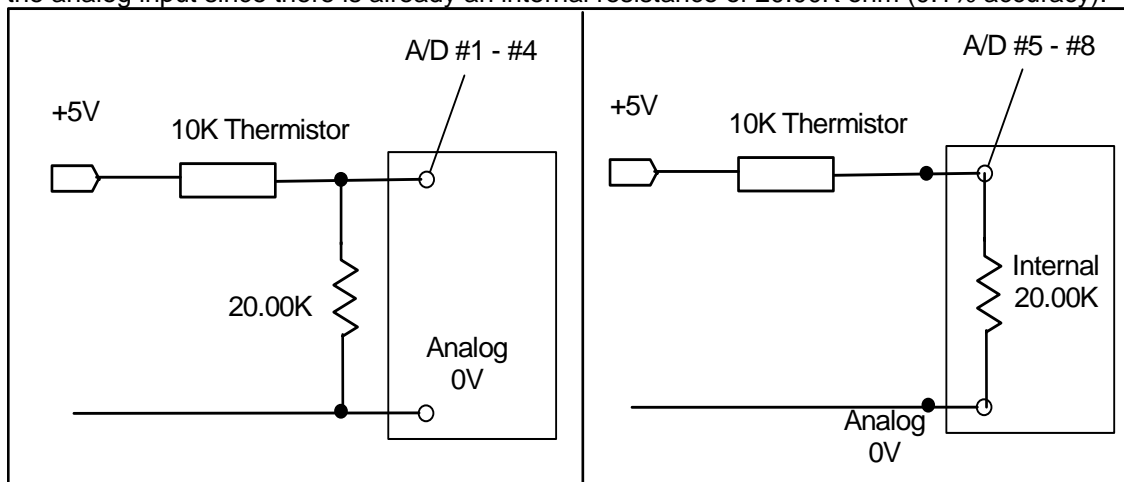 the analog input since there is already an internal resistance of 20.00K ohm (0.1% accuracy).
A/D #1 - #4
+5V
10K Thermistor
20.00K
Analog
0V
A/D #5 - #8
+5V
10K Thermistor
Internal
20.00K
Analog
0V